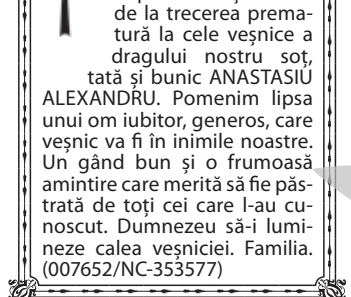 de la trecerea prema-
tură la cele veșnice a
dragului nostru soț,
tată și bunic ANASTASIU
ALEXANDRU. Pomenim lipsa
unui om iubitor, generos, care
veșnic va fi în inimile noastre.
Un gând bun și o frumoasă
amintire care merită să fie păs-
trată de toți cei care l-au cu-
noscut. Dumnezeu să-i lumi-
neze calea veșniciei. Familia.
(007652/NC-353577)